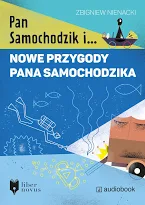 ZBIGNIEW NIENACKI
Pan
Samochodzik i...
NOWE PRZYGODY
PANA SAMOCHODZIKA
liber
novus
audiobook